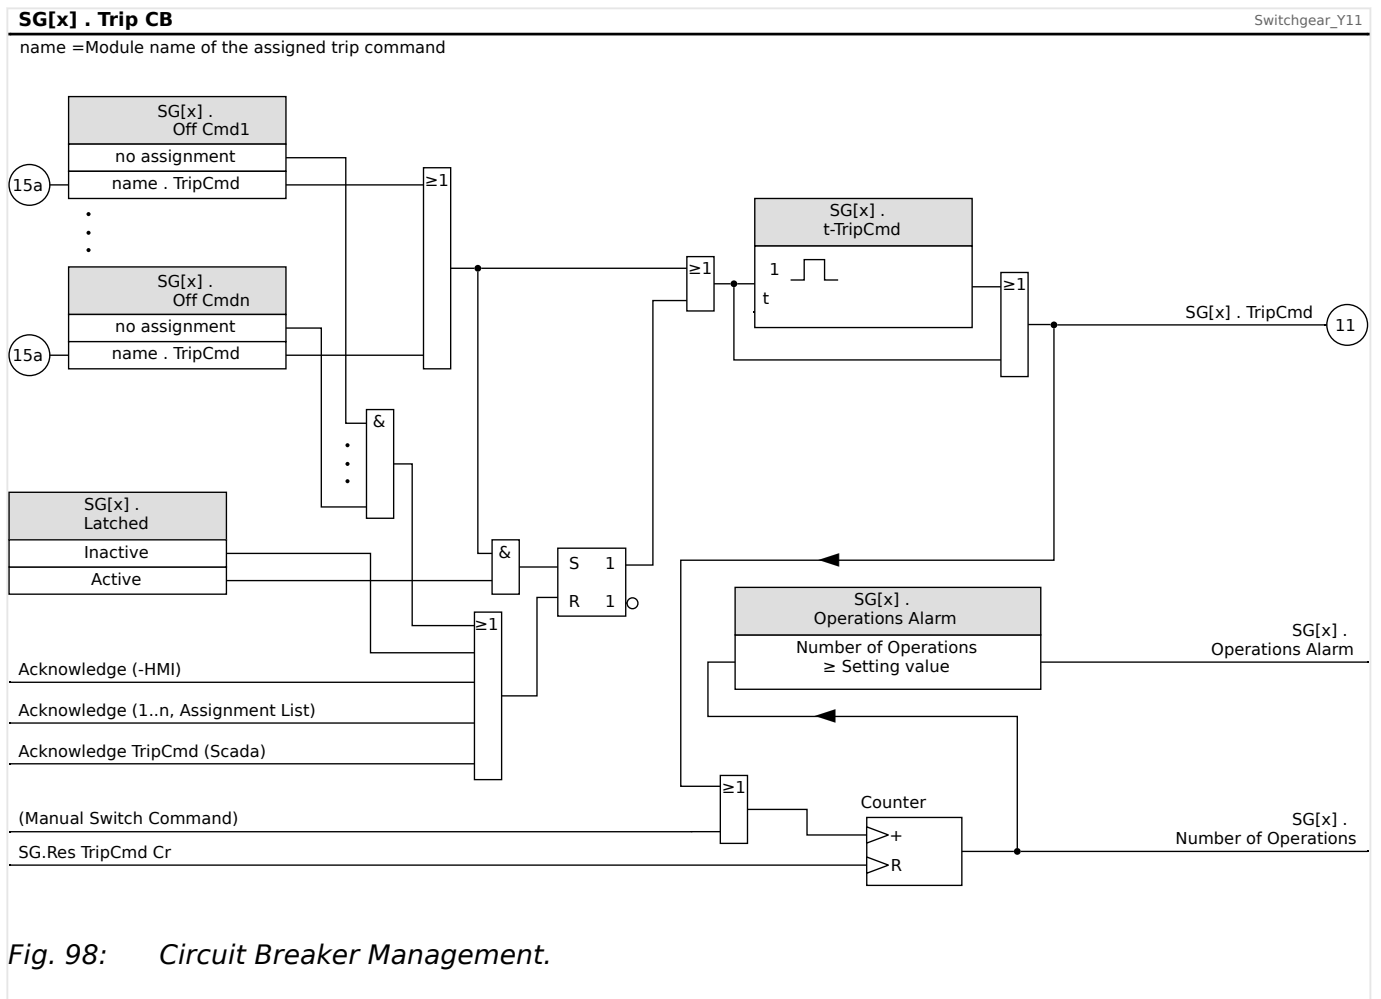 SG[x] . Trip CB
Switchgear_Y11
name =Module name of the assigned trip command
SG[x] .
Off Cmd1
no assignment
15a
name . TripCmd
SG[x] .
Off Cmdn
no assignment
15a
name . TripCmd
≥1
≥1
SG[x] .
t-TripCmd
1
t
≥1
SG[x] . TripCmd
11
&
SG[x] .
Latched
Inactive
Active
&
S 1
R 1
≥1
Acknowledge (-HMI)
Acknowledge (1..n, Assignment List)
Acknowledge TripCmd (Scada)
SG[x] .
Operations Alarm
Number of Operations
≥ Setting value
SG[x] .
Operations Alarm
≥1
(Manual Switch Command)
SG.Res TripCmd Cr
Counter
+
R
SG[x] .
Number of Operations
Fig. 98: Circuit Breaker Management.